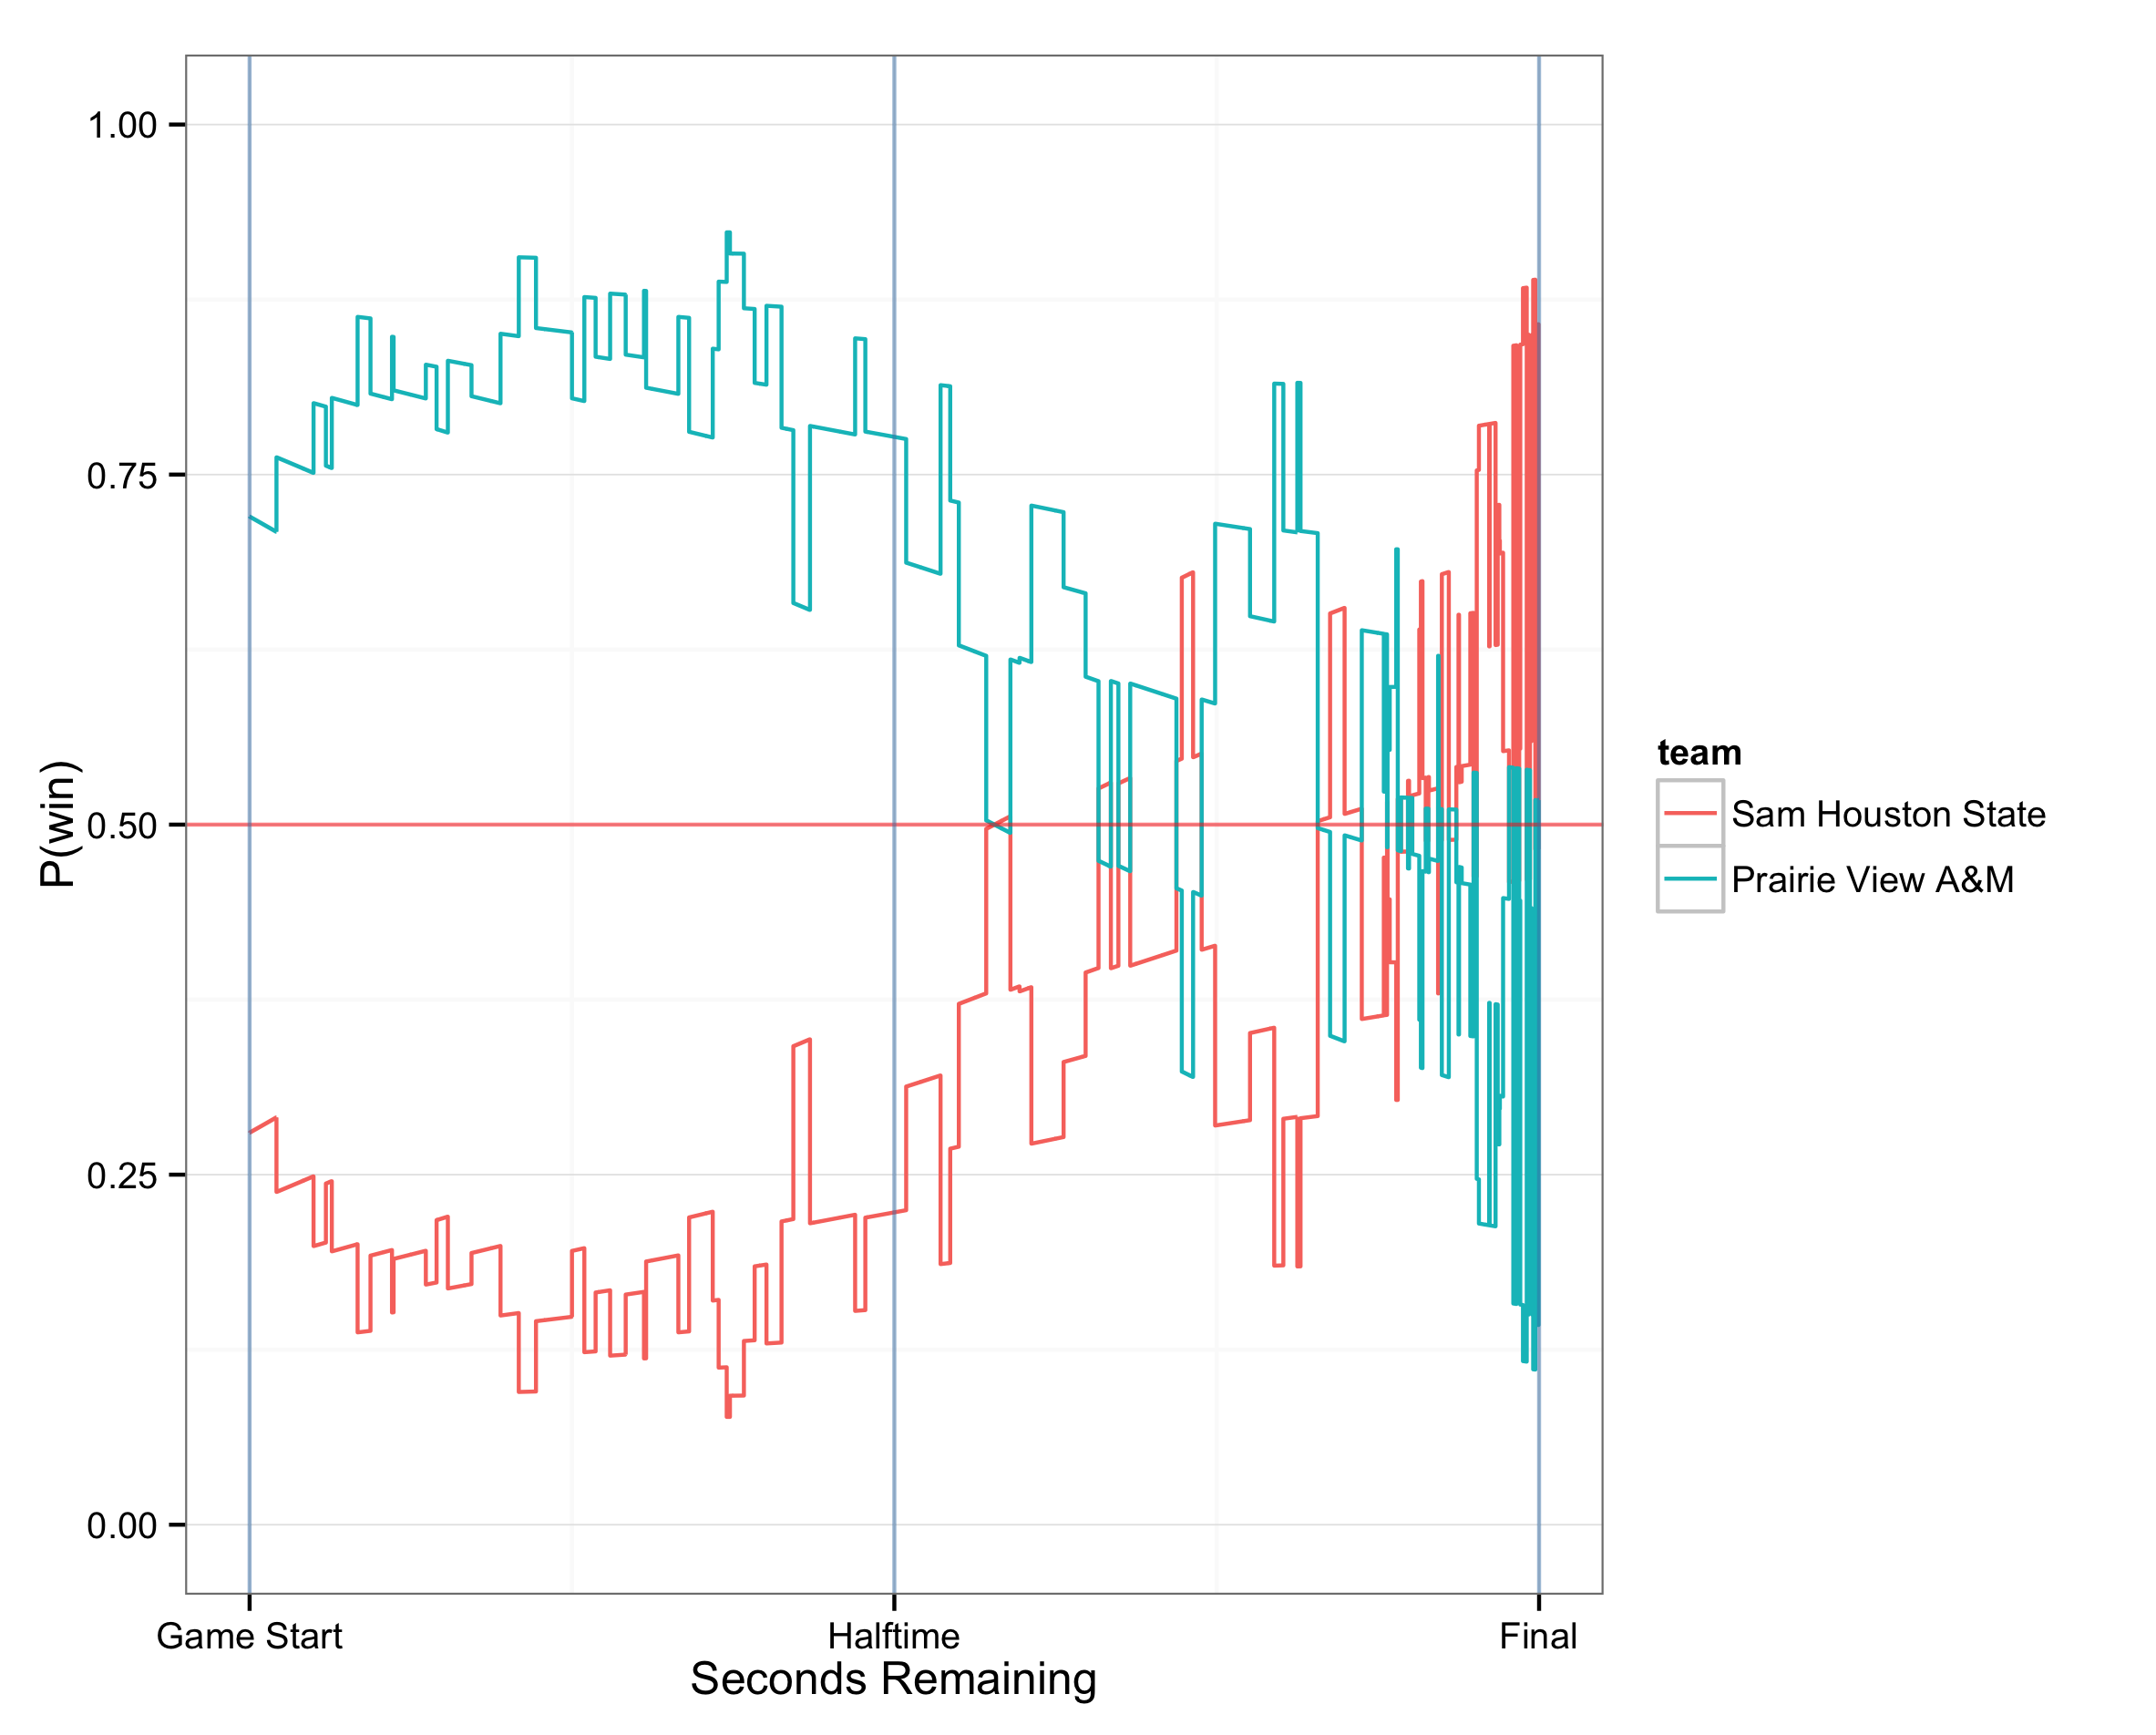 P(win)
1.00
0.75
0.50
0.25
0.00
Game Start
Halftime
Final
Seconds Remaining
team
Sam Houston State
Prairie View A&M